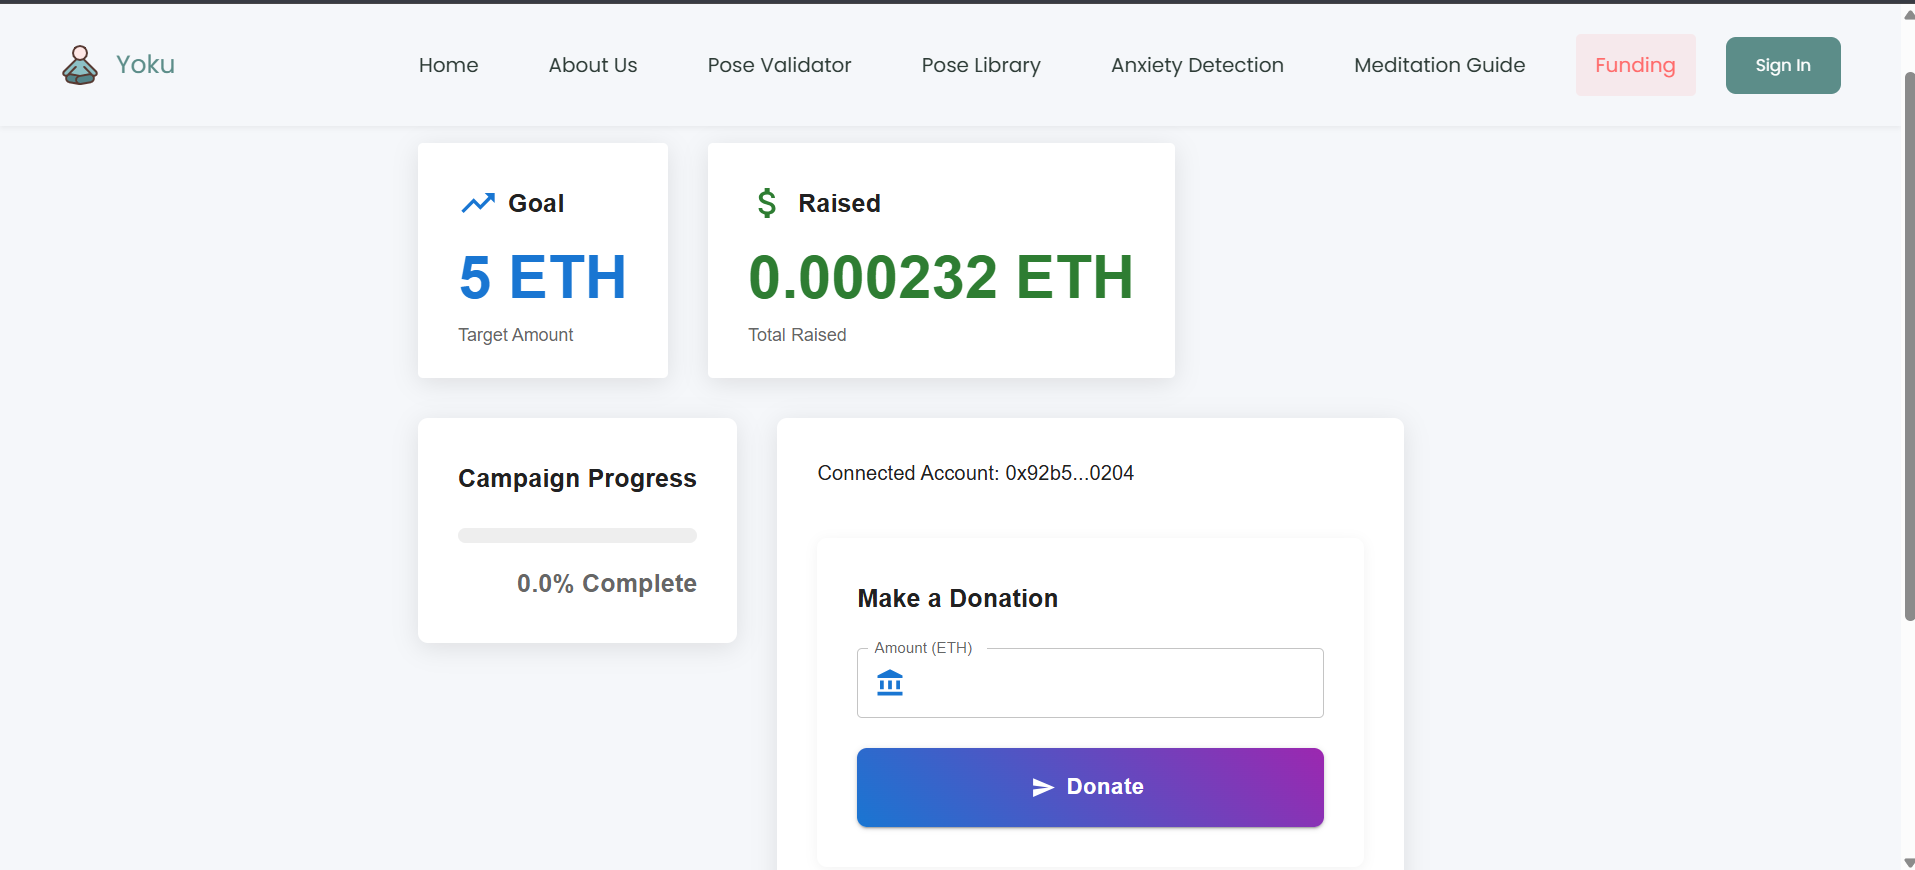 Yoku
Home
About Us
Pose Validator
Pose Library
Anxiety Detection
Meditation Guide
Funding
Sign In
Goal
5 ETH
Target Amount
Raised
0.000232 ETH
Total Raised
Campaign Progress
0.0% Complete
Connected Account: 0x92b5...0204
Make a Donation
Amount (ETH)
Donate